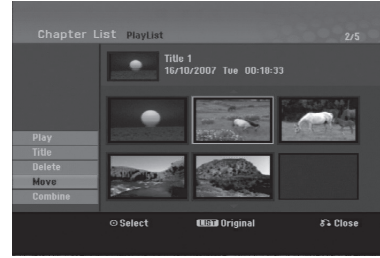 Chapter List PlayList 2/5
Title 1
16/10/2007 Tue 00:18:33
Play
Title
Delete
Move
Combine
Select LIST Original Close